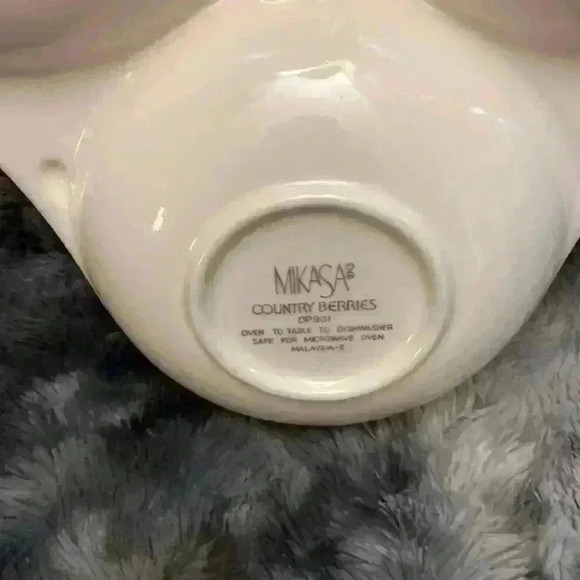 MIKASA
COUNTRY BERRIES
DP901
OVEN TO TABLE TO DISHWASHER
SAFE FOR MICROWAVE OVEN
MALAYSIA-E